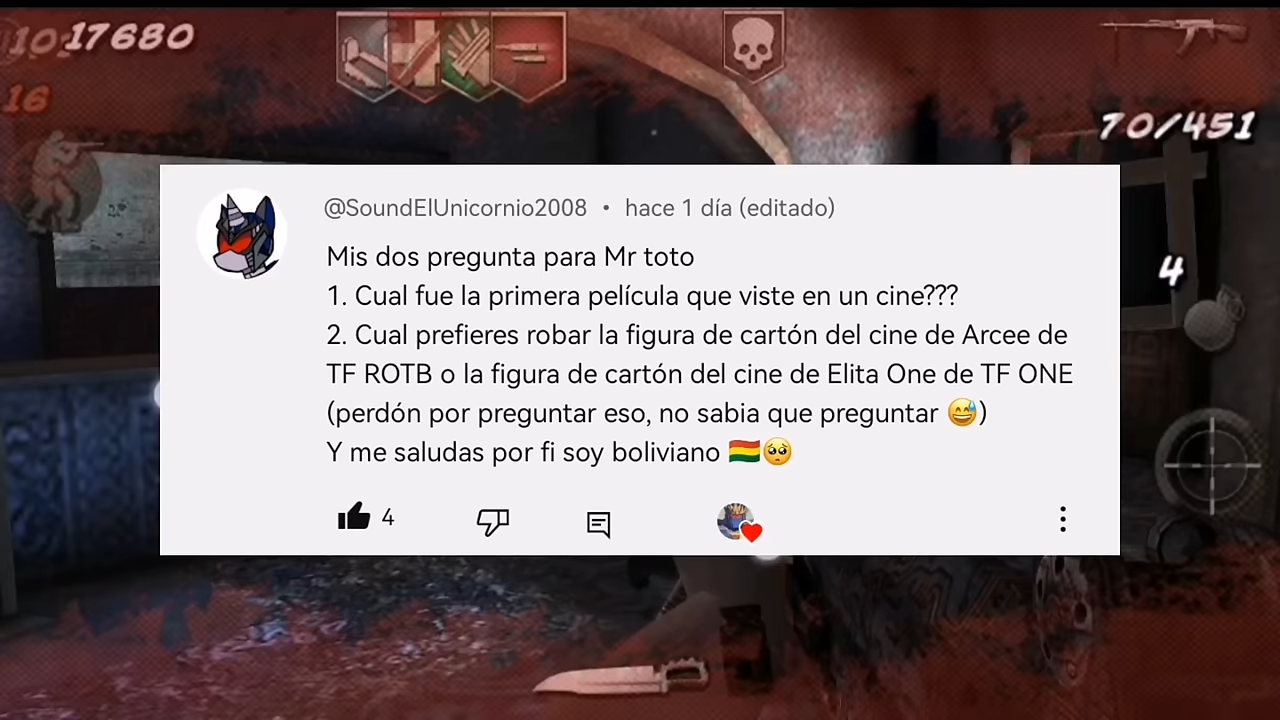 17680
16
70/451
4
@SoundElUnicornio2008 • hace 1 día (editado)
Mis dos pregunta para Mr toto
1. Cual fue la primera película que viste en un cine???
2. Cual prefieres robar la figura de cartón del cine de Arcee de
TF ROTB o la figura de cartón del cine de Elita One de TF ONE
(perdón por preguntar eso, no sabia que preguntar 😅)
Y me saludas por fi soy boliviano 🇧🇴🥺
4